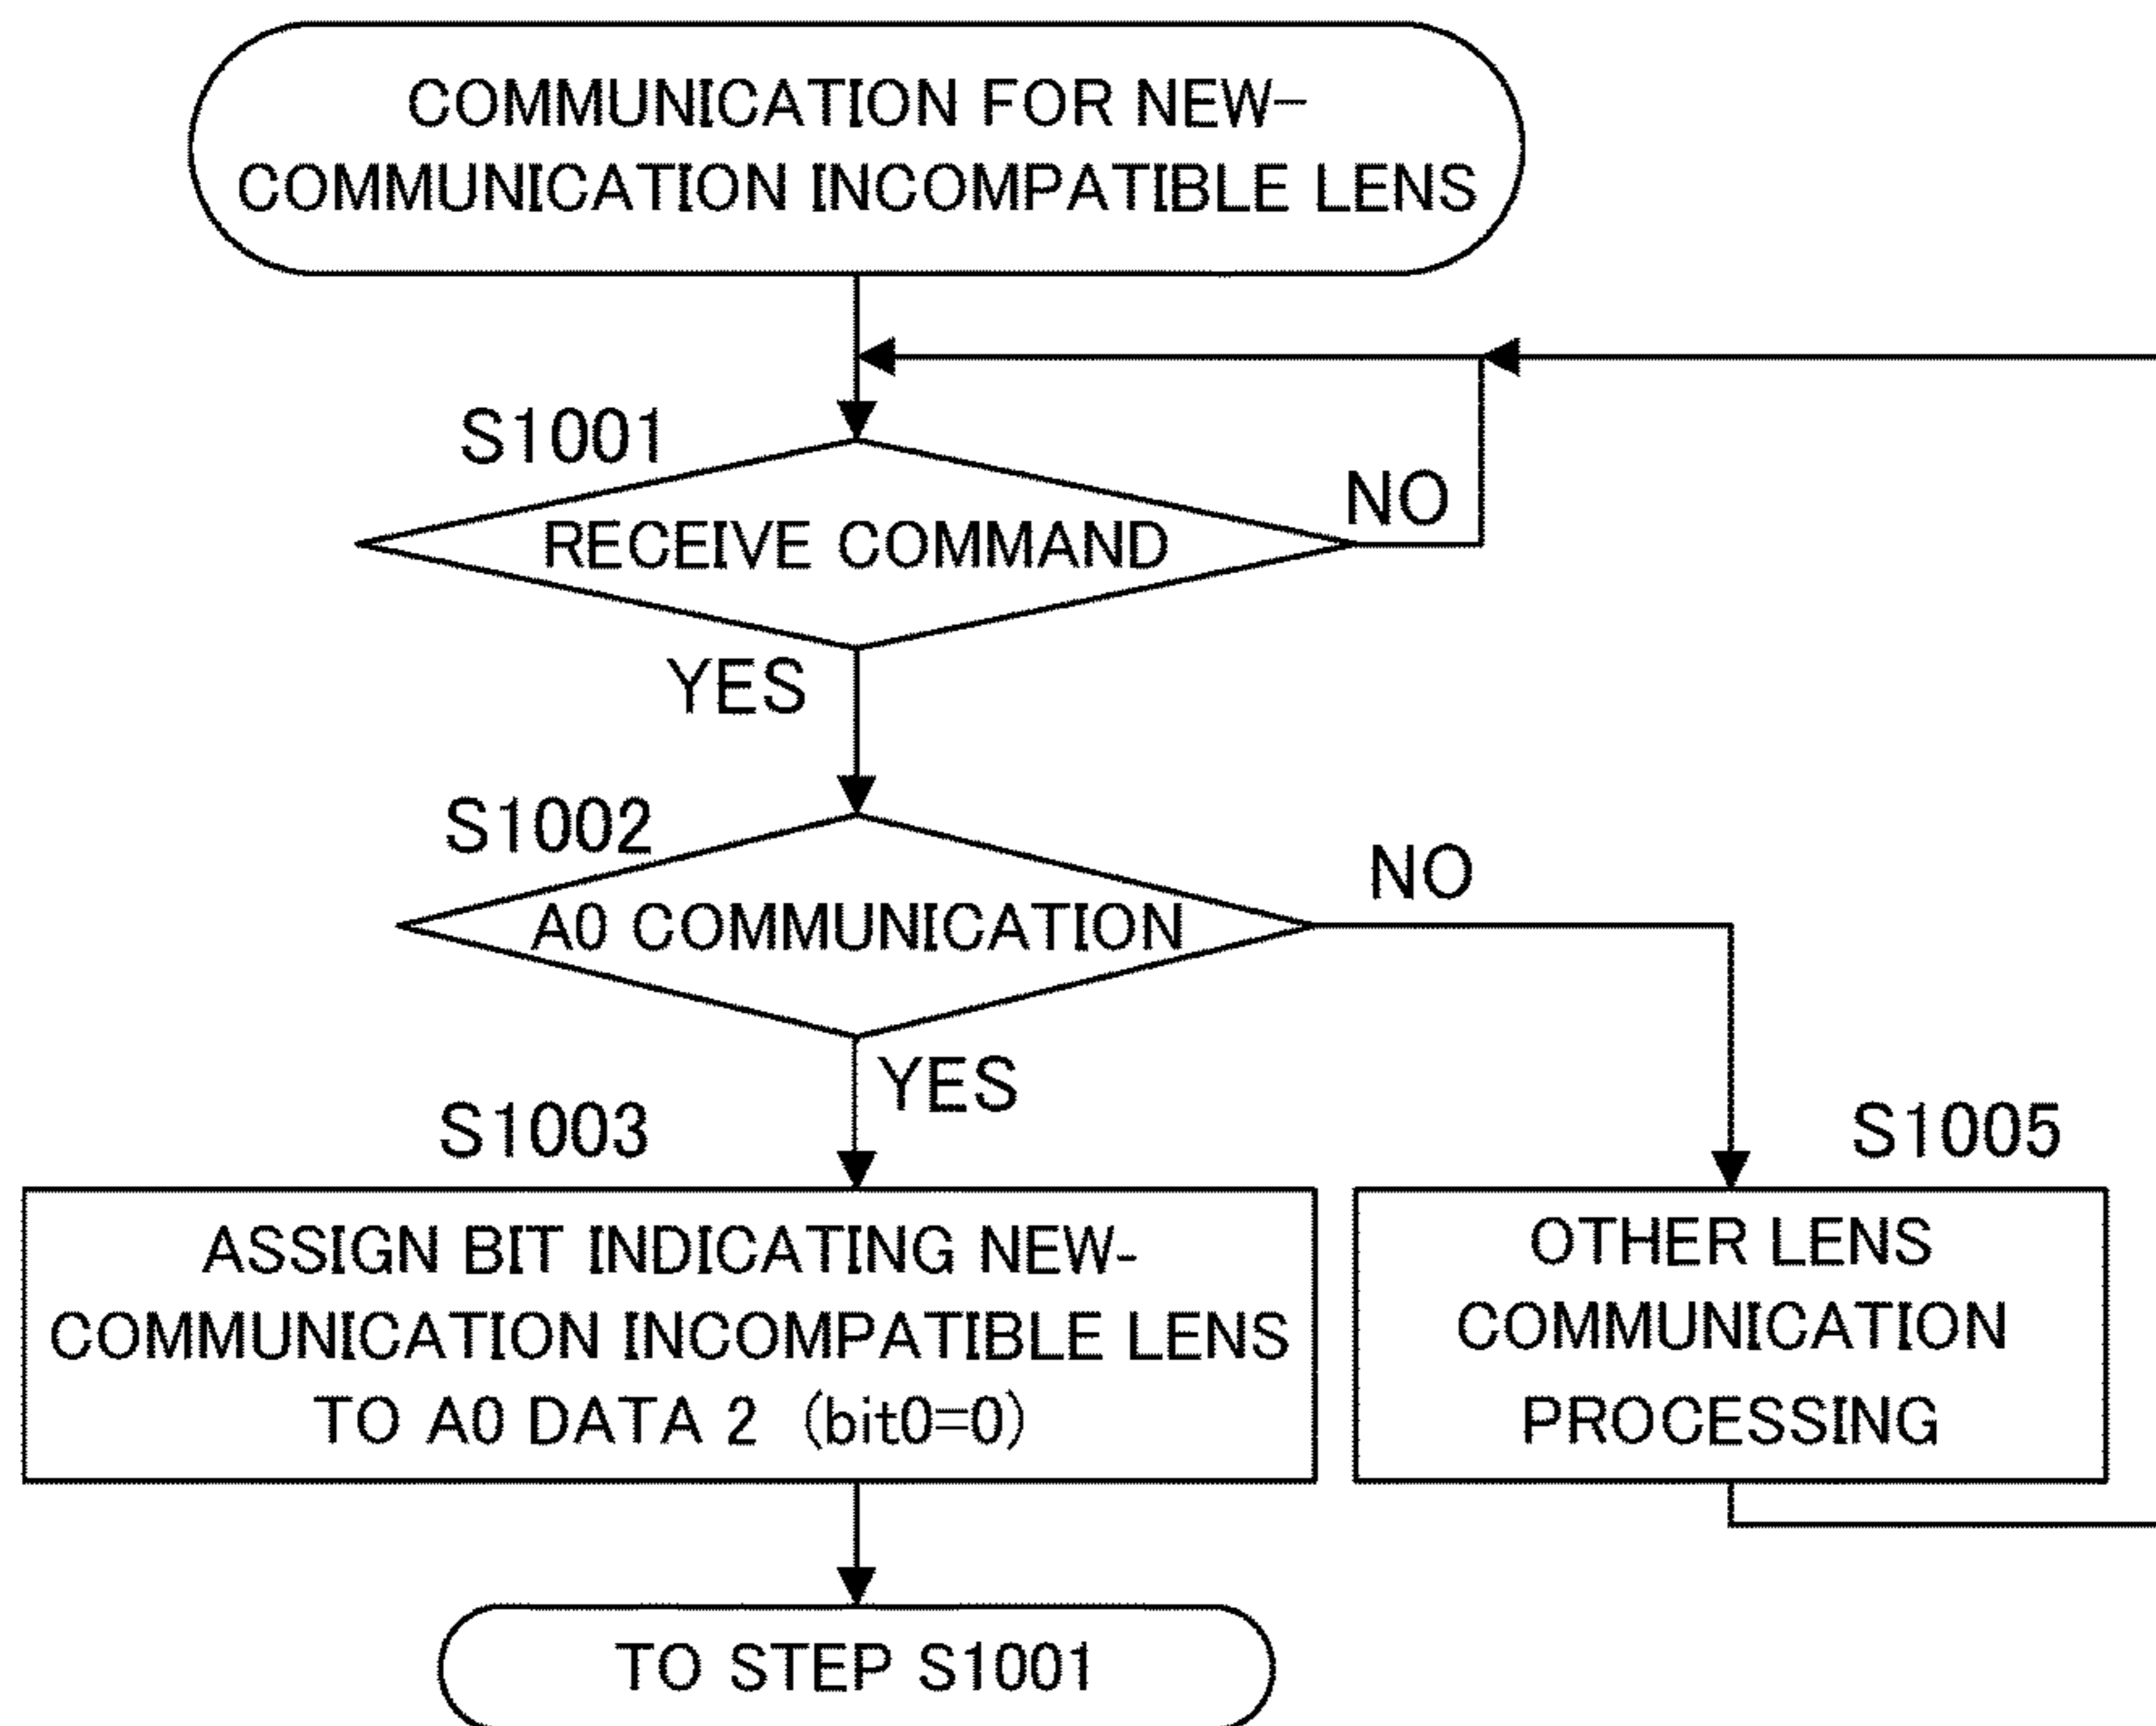 COMMUNICATION FOR NEW-
COMMUNICATION INCOMPATIBLE LENS
S1001
RECEIVE COMMAND
NO
YES
S1002
A0 COMMUNICATION
NO
YES
S1003
ASSIGN BIT INDICATING NEW-
COMMUNICATION INCOMPATIBLE LENS
TO A0 DATA 2 (bit0=0)
S1005
OTHER LENS
COMMUNICATION
PROCESSING
TO STEP S1001